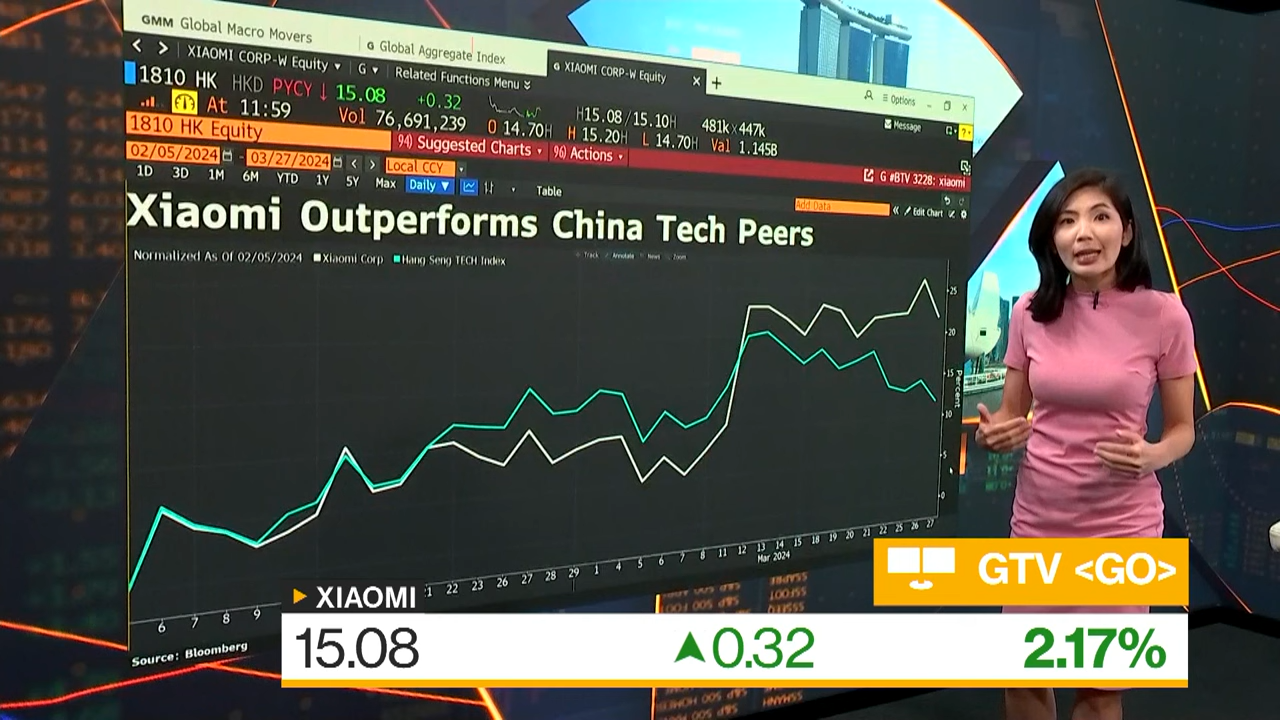 GMM Global Macro Movers
G Global Aggregate Index
G XIAOMI CORP-W Equity × +
Options
XIAOMI CORP-W Equity G Related Functions Menu
Message
1810 HK HKD PYCY ↓ 15.08 +0.32 H15.08 / 15.10H 481k×447k
At 11:59 Vol 76,691,239 O 14.70H H 15.20H L 14.70H Val 1.145B
1810 HK Equity 94) Suggested Charts 96) Actions G #BTV 3228: xiaomi
02/05/2024 - 03/27/2024 Local CCY
1D 3D 1M 6M YTD 1Y 5Y Max Daily Table
Add Data « Edit Chart
Xiaomi Outperforms China Tech Peers
Normalized As Of 02/05/2024 Xiaomi Corp Hang Seng TECH Index Track Annotate News Zoom
25
20
15
10
5
0
Percent
6 7 8 9 22 23 26 27 28 29 1 4 5 6 7 8 11 12 13 14 15 18 19 20 21 22 25 26 27
Mar 2024
Source: Bloomberg
GTV <GO>
XIAOMI
15.08 ▲0.32 2.17%